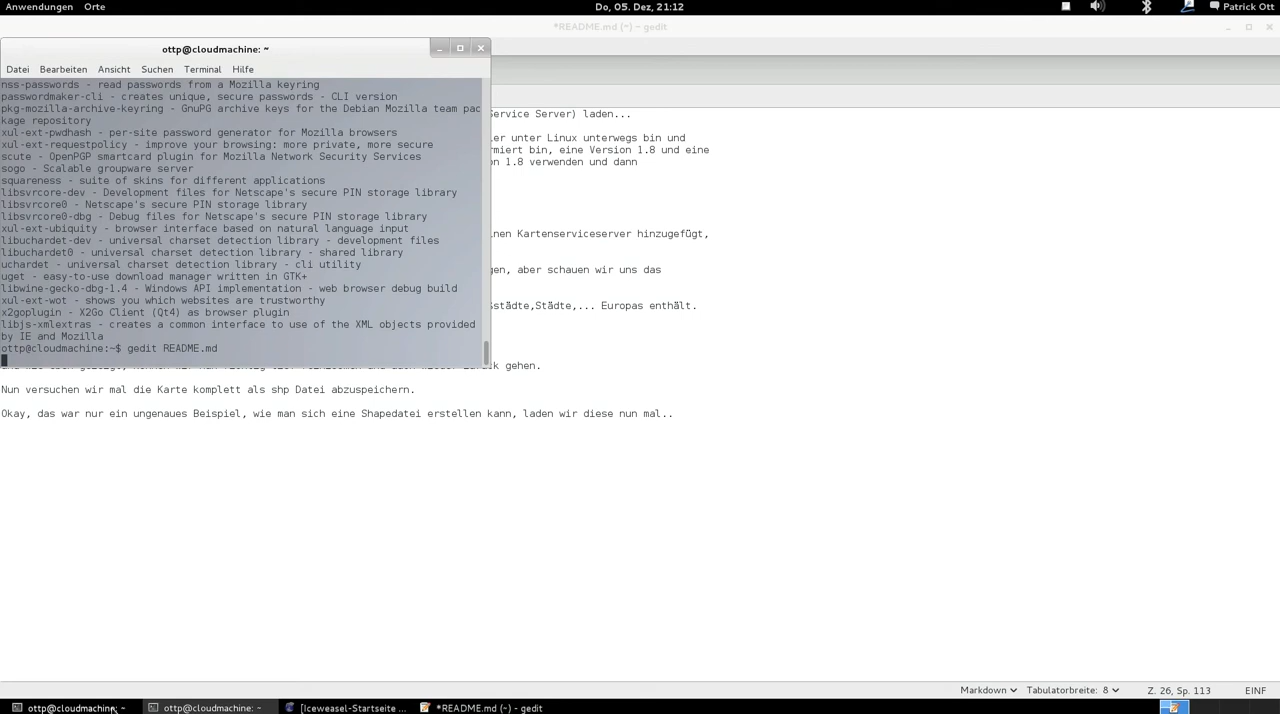 Anwendungen Orte Do, 05. Dez, 21:12 Patrick Ott
*README.md (~) - gedit
ottp@cloudmachine: ~
Datei Bearbeiten Ansicht Suchen Terminal Hilfe
nss-passwords - read passwords from a Mozilla keyring
passwordmaker-cli - creates unique, secure passwords - CLI version
pkg-mozilla-archive-keyring - GnuPG archive keys for the Debian Mozilla team pac
kage repository
xul-ext-pwdhash - per-site password generator for Mozilla browsers
xul-ext-requestpolicy - improve your browsing: more private, more secure
scute - OpenPGP smartcard plugin for Mozilla Network Security Services
sogo - Scalable groupware server
squareness - suite of skins for different applications
libsvrcore-dev - Development files for Netscape's secure PIN storage library
libsvrcore0 - Netscape's secure PIN storage library
libsvrcore0-dbg - Debug files for Netscape's secure PIN storage library
xul-ext-ubiquity - browser interface based on natural language input
libuchardet-dev - universal charset detection library - development files
libuchardet0 - universal charset detection library - shared library
uchardet - universal charset detection library - cli utility
uget - easy-to-use download manager written in GTK+
libwine-gecko-dbg-1.4 - Windows API implementation - web browser debug build
xul-ext-wot - shows you which websites are trustworthy
x2goplugin - X2Go Client (Qt4) as browser plugin
libjs-xmlextras - creates a common interface to use of the XML objects provided
by IE and Mozilla
ottp@cloudmachine:~$ gedit README.md
Service Server) laden...
er unter Linux unterwegs bin und
rmiert bin, eine Version 1.8 und eine
n 1.8 verwenden und dann
nen Kartenserviceserver hinzugefügt,
gen, aber schauen wir uns das
sstädte,Städte,... Europas enthält.
gehen.
Nun versuchen wir mal die Karte komplett als shp Datei abzuspeichern.
Okay, das war nur ein ungenaues Beispiel, wie man sich eine Shapedatei erstellen kann, laden wir diese nun mal..
Markdown Tabulatorbreite: 8 Z. 26, Sp. 113 EINF
ottp@cloudmachine: ~ ottp@cloudmachine: ~ [Iceweasel-Startseite ... *README.md (~) - gedit